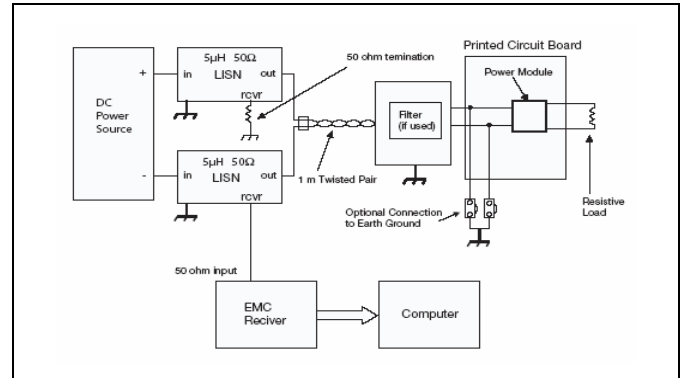 Printed Circuit Board
5µH 50Ω
LISN
in
out
rcvr
50 ohm temination
Power Module
DC
Power
Source
+
-
Filter
(if used)
5µH 50Ω
LISN
in
out
rcvr
1 m Twisted Pair
Optional Connection
to Earth Ground
Resistive
Load
50 ohm input
EMC
Reciver
Computer